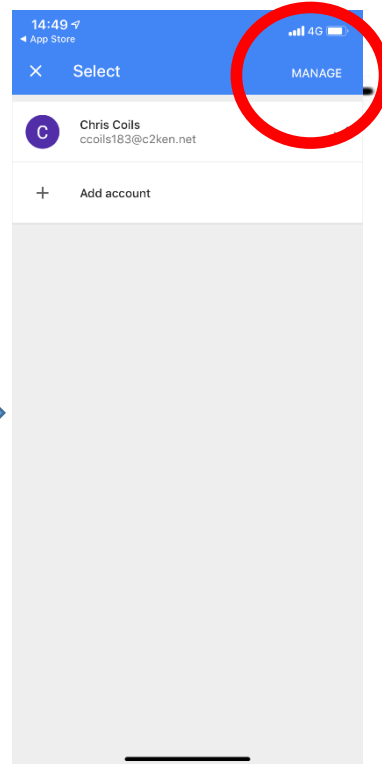 14:49 4G
◀ App Store
× Select MANAGE
C Chris Coils
ccoils183@c2ken.net
+ Add account